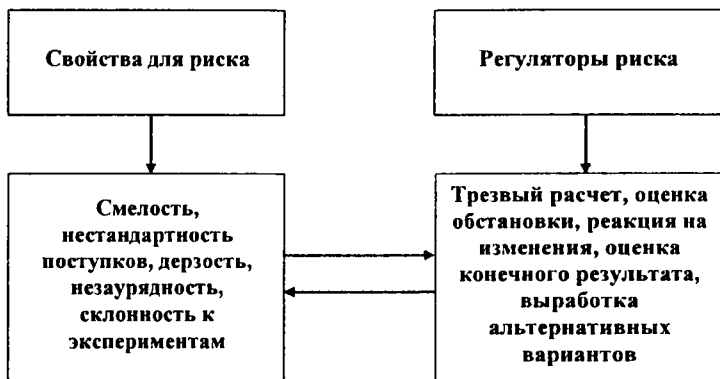 Свойства для риска
Регуляторы риска
Смелость,
нестандартность
поступков, дерзость,
незаурядность,
склонность к
экспериментам
Трезвый расчет, оценка
обстановки, реакция на
изменения, оценка
конечного результата,
выработка
альтернативных
вариантов